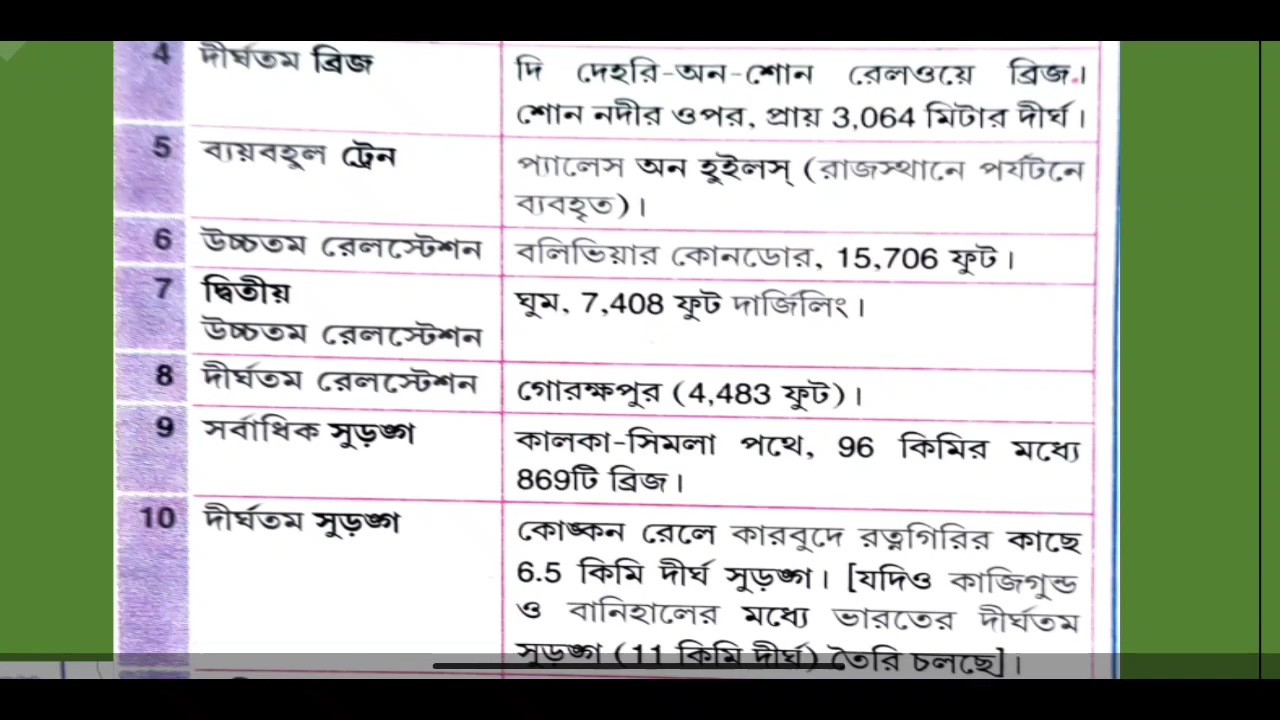 4 দীর্ঘতম ব্রিজ
দি দেহরি-অন-শোন রেলওয়ে ব্রিজ।
শোন নদীর ওপর, প্রায় 3,064 মিটার দীর্ঘ।
5 ব্যয়বহুল ট্রেন
প্যালেস অন হুইলস্ (রাজস্থানে পর্যটনে
ব্যবহৃত)।
6 উচ্চতম রেলস্টেশন
বলিভিয়ার কোনডোর, 15,706 ফুট।
7 দ্বিতীয়
উচ্চতম রেলস্টেশন
ঘুম, 7,408 ফুট দার্জিলিং।
8 দীর্ঘতম রেলস্টেশন
গোরক্ষপুর (4,483 ফুট)।
9 সর্বাধিক সুড়ঙ্গ
কালকা-সিমলা পথে, 96 কিমির মধ্যে
869টি ব্রিজ।
10 দীর্ঘতম সুড়ঙ্গ
কোঙ্কন রেলে কারবুদে রত্নগিরির কাছে
6.5 কিমি দীর্ঘ সুড়ঙ্গ। [যদিও কাজিগুন্ড
ও বানিহালের মধ্যে ভারতের দীর্ঘতম
সুড়ঙ্গ (11 কিমি দীর্ঘ) তৈরি চলছে]।